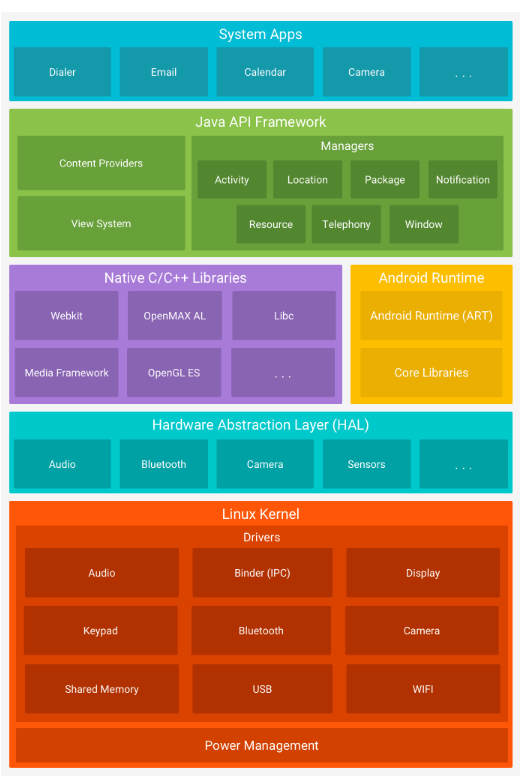 System Apps
Dialer
Email
Calendar
Camera
...
Java API Framework
Content Providers
View System
Managers
Activity
Location
Package
Notification
Resource
Telephony
Window
Native C/C++ Libraries
Webkit
OpenMAX AL
Libc
Media Framework
OpenGL ES
...
Android Runtime
Android Runtime (ART)
Core Libraries
Hardware Abstraction Layer (HAL)
Audio
Bluetooth
Camera
Sensors
...
Linux Kernel
Drivers
Audio
Binder (IPC)
Display
Keypad
Bluetooth
Camera
Shared Memory
USB
WIFI
Power Management